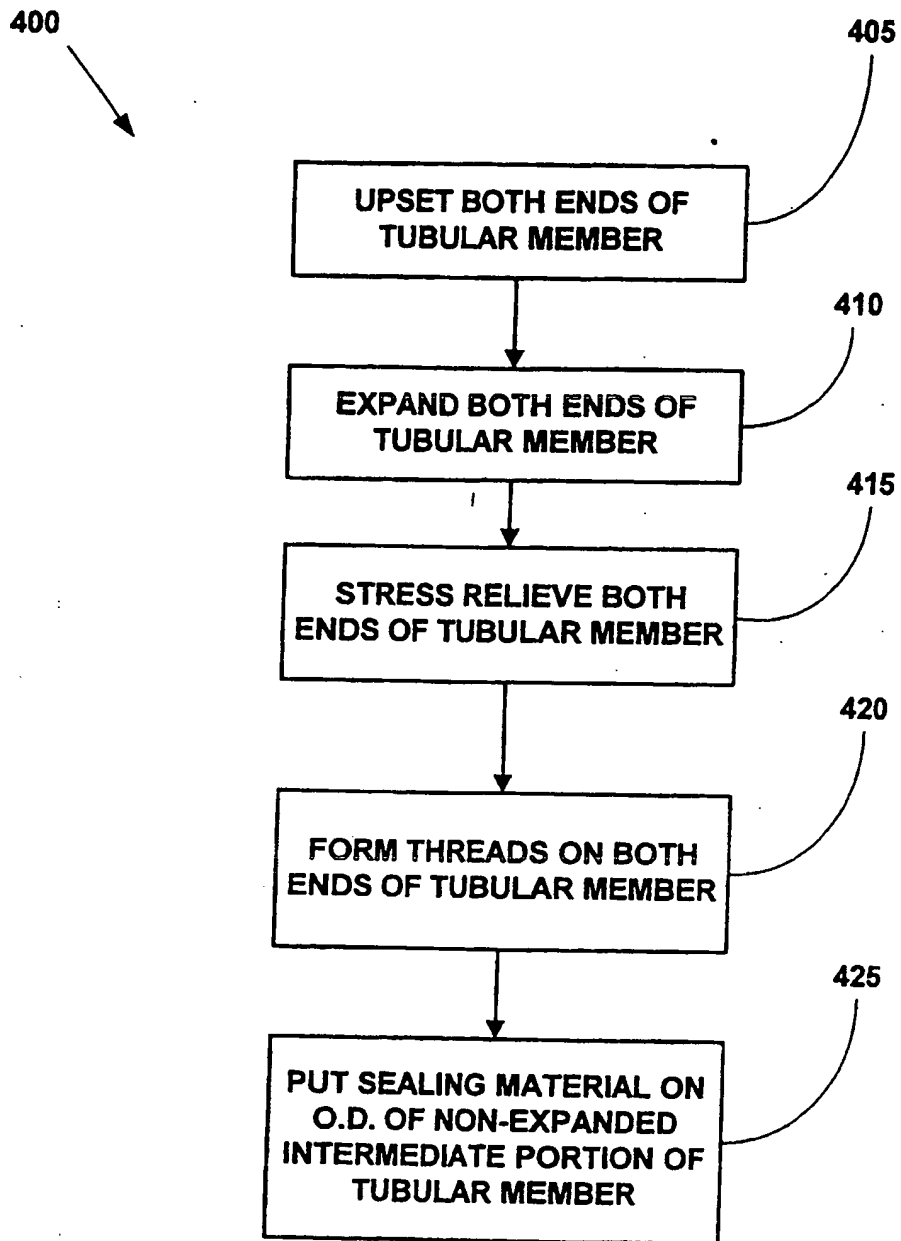 400
405
UPSET BOTH ENDS OF
TUBULAR MEMBER
410
EXPAND BOTH ENDS OF
TUBULAR MEMBER
415
STRESS RELIEVE BOTH
ENDS OF TUBULAR MEMBER
420
FORM THREADS ON BOTH
ENDS OF TUBULAR MEMBER
425
PUT SEALING MATERIAL ON
O.D. OF NON-EXPANDED
INTERMEDIATE PORTION OF
TUBULAR MEMBER